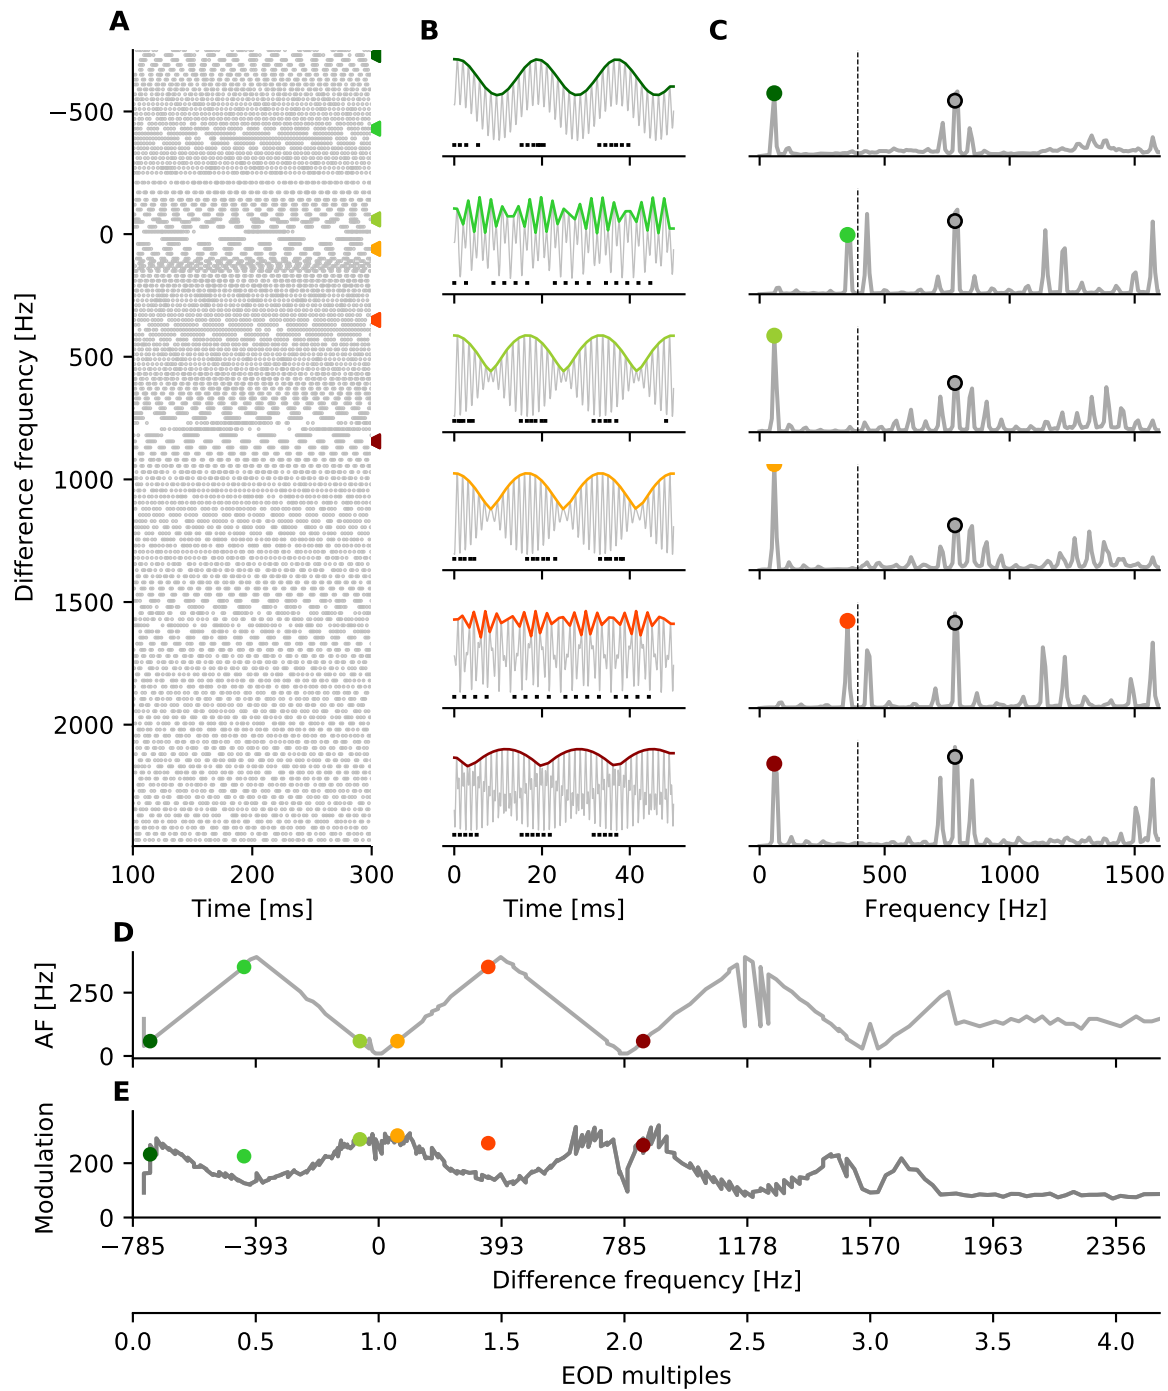 A
B
C
−500
0
500
1000
1500
2000
Difference frequency [Hz]
100
200
300
Time [ms]
0
20
40
Time [ms]
0
500
1000
1500
Frequency [Hz]
D
AF [Hz]
250
0
E
Modulation
200
0
−785
−393
0
393
785
1178
1570
1963
2356
Difference frequency [Hz]
0.0
0.5
1.0
1.5
2.0
2.5
3.0
3.5
4.0
EOD multiples